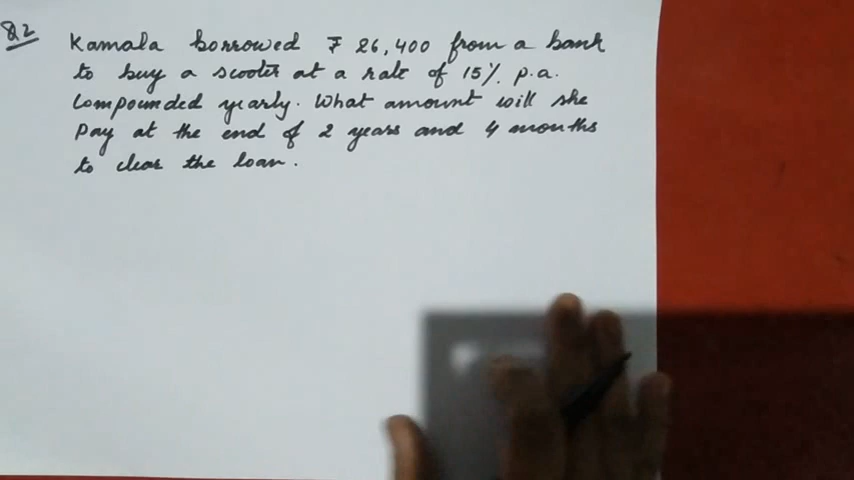 Q2
Kamala borrowed ₹ 26,400 from a bank
to buy a scooter at a rate of 15% p.a.
Compounded yearly. What amount will she
Pay at the end of 2 years and 4 months
to clear the loan.